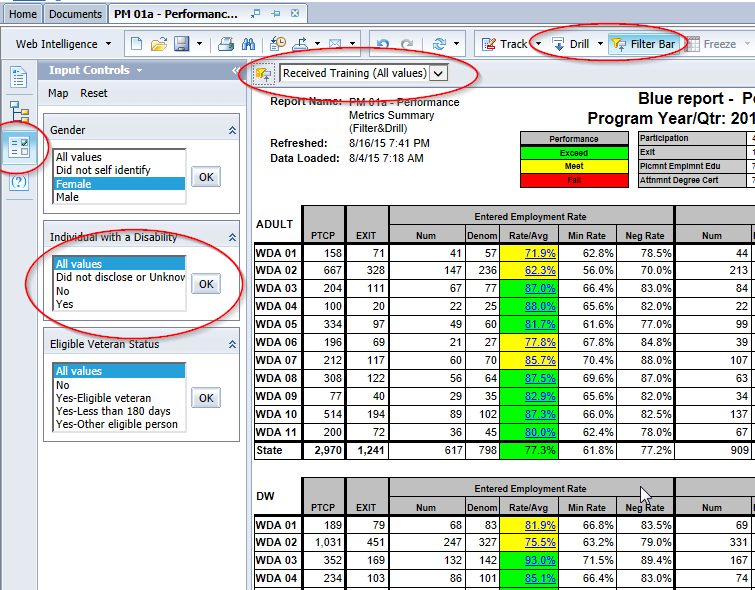 Home Documents PM 01a - Performanc...
Web Intelligence Track Drill Filter Bar Freeze
Input Controls
Map Reset
Gender
All values
Did not self identify
Female
Male
OK
Individual with a Disability
All values
Did not disclose or Unknow
No
Yes
OK
Eligible Veteran Status
All values
No
Yes-Eligible veteran
Yes-Less than 180 days
Yes-Other eligible person
OK
Received Training (All values)
Report Name: PM 01a - Performance
Metrics Summary
(Filter&Drill)
Refreshed: 8/16/15 7:41 PM
Data Loaded: 8/4/15 7:18 AM
Blue report - P
Program Year/Qtr: 201
Performance
Exceed
Meet
Fail
Participation
Exit
Plcmnt Emplmnt Edu
Attnmnt Degree Cert
ADULT
Entered Employment Rate
PTCP EXIT Num Denom Rate/Avg Min Rate Neg Rate Num
WDA 01 158 71 41 57 71.9% 62.8% 78.5% 44
WDA 02 667 328 147 236 62.3% 56.0% 70.0% 213
WDA 03 204 111 67 77 87.0% 66.4% 83.0% 84
WDA 04 100 20 22 25 88.0% 65.6% 82.0% 22
WDA 05 334 97 49 60 81.7% 61.6% 77.0% 99
WDA 06 196 69 21 27 77.8% 67.8% 84.8% 39
WDA 07 212 117 60 70 85.7% 70.4% 88.0% 107
WDA 08 308 122 56 64 87.5% 69.6% 87.0% 63
WDA 09 77 40 29 35 82.9% 65.6% 82.0% 34
WDA 10 514 194 89 102 87.3% 66.0% 82.5% 137
WDA 11 200 72 36 45 80.0% 62.4% 78.0% 67
State 2,970 1,241 617 798 77.3% 61.8% 77.2% 909
DW
Entered Employment Rate
PTCP EXIT Num Denom Rate/Avg Min Rate Neg Rate Num
WDA 01 189 79 68 83 81.9% 66.8% 83.5% 69
WDA 02 1,031 451 247 327 75.5% 63.2% 79.0% 331
WDA 03 352 169 132 142 93.0% 71.5% 89.4% 167
WDA 04 234 103 86 101 85.1% 66.4% 83.0% 74